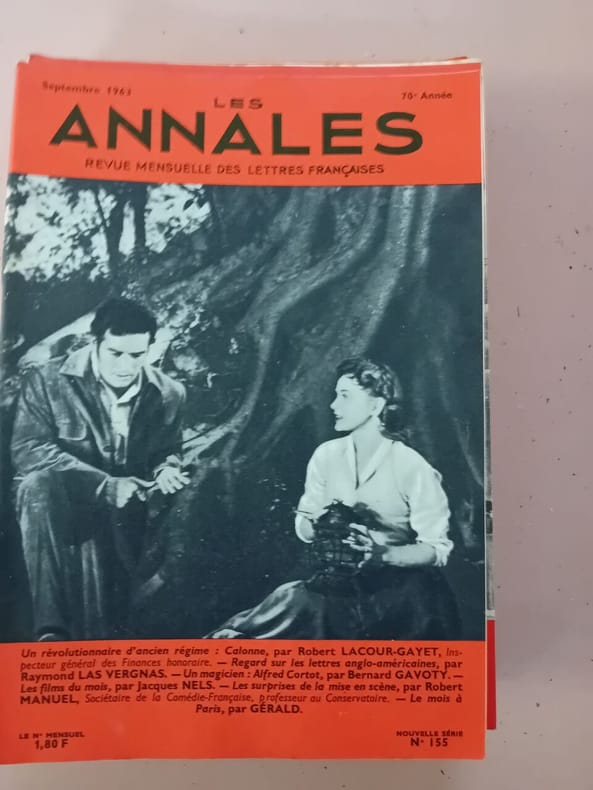 Septembre 1963
70e Année
LES
ANNALES
REVUE MENSUELLE DES LETTRES FRANÇAISES
Un révolutionnaire d'ancien régime : Calonne, par Robert LACOUR-GAYET, Ins-
pecteur général des Finances honoraire. — Regard sur les lettres anglo-américaines, par
Raymond LAS VERGNAS. — Un magicien : Alfred Cortot, par Bernard GAVOTY. —
Les films du mois, par Jacques NELS. — Les surprises de la mise en scène, par Robert
MANUEL, Sociétaire de la Comédie-Française, professeur au Conservatoire. — Le mois à
Paris, par GÉRALD.
LE No MENSUEL
1,80 F
NOUVELLE SÉRIE
No 155